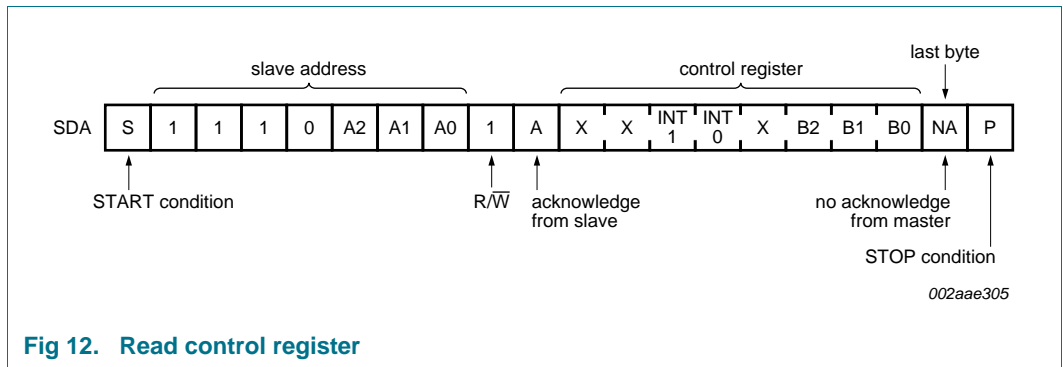 last byte
slave address
control register
SDA S 1 1 1 0 A2 A1 A0 1 A X X INT 1 INT 0 X B2 B1 B0 NA P
START condition
R/W̅
acknowledge
from slave
no acknowledge
from master
STOP condition
002aae305
Fig 12. Read control register